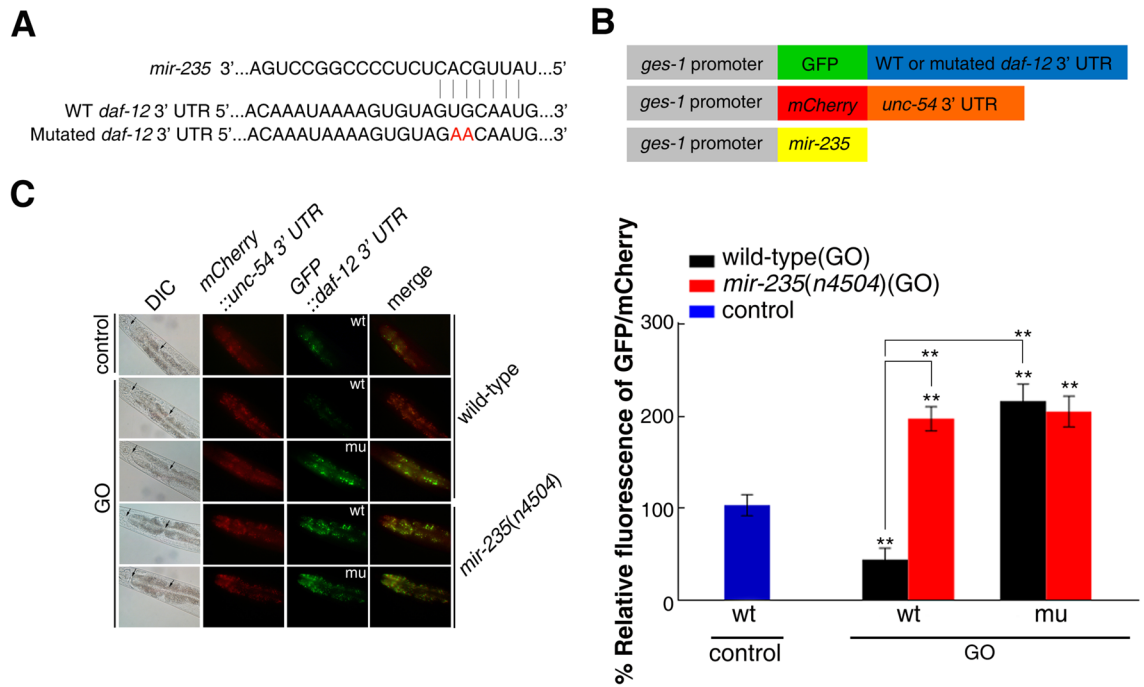 A
mir-235 3’...AGUCCGGCCCCUCUCACGUUAU...5’
WT daf-12 3’ UTR 5’...ACAAAUAAAAGUGUAGUGCAAUG...3’
Mutated daf-12 3’ UTR 5’...ACAAAUAAAAGUGUAGAACAAUG...3’
B
ges-1 promoter GFP WT or mutated daf-12 3’ UTR
ges-1 promoter mCherry unc-54 3’ UTR
ges-1 promoter mir-235
C
DIC
mCherry
::unc-54 3’ UTR
GFP
::daf-12 3’ UTR
merge
control
GO
wt
wt
mu
wt
mu
wild-type
mir-235(n4504)
% Relative fluorescence of GFP/mCherry
wild-type(GO)
mir-235(n4504)(GO)
control
300
200
100
0
**
**
**
**
**
**
wt
wt
mu
control
GO